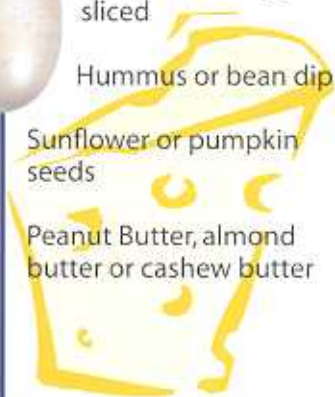 sliced
Hummus or bean dip
Sunflower or pumpkin
seeds
Peanut Butter, almond
butter or cashew butter